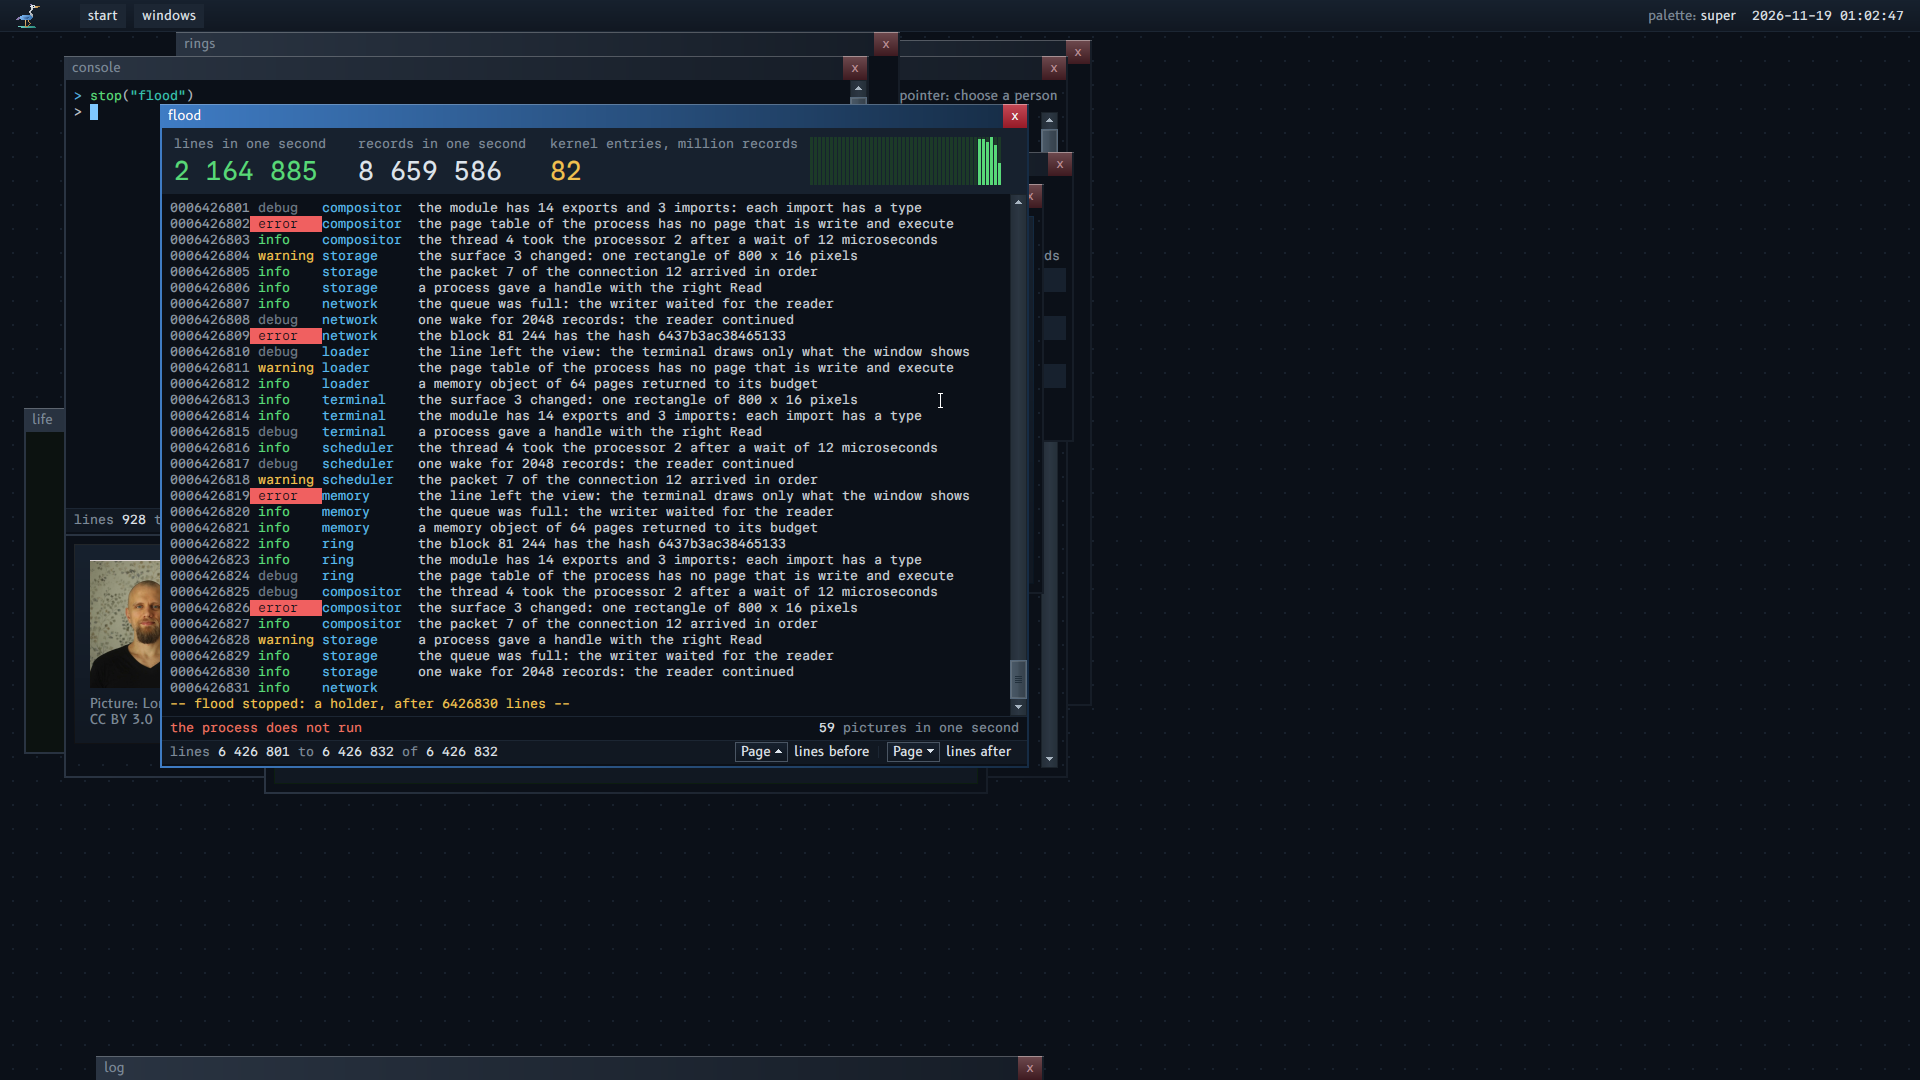 start windows palette: super 2026-11-19 01:02:47
rings x
x
console x
x
> stop("flood")
pointer: choose a person
>
flood x
lines in one second records in one second kernel entries, million records
2 164 885 8 659 586 82
x
x
ds
0006426801 debug compositor the module has 14 exports and 3 imports: each import has a type
0006426802 error compositor the page table of the process has no page that is write and execute
0006426803 info compositor the thread 4 took the processor 2 after a wait of 12 microseconds
0006426804 warning storage the surface 3 changed: one rectangle of 800 x 16 pixels
0006426805 info storage the packet 7 of the connection 12 arrived in order
0006426806 info storage a process gave a handle with the right Read
0006426807 info network the queue was full: the writer waited for the reader
0006426808 debug network one wake for 2048 records: the reader continued
0006426809 error network the block 81 244 has the hash 6437b3ac38465133
0006426810 debug loader the line left the view: the terminal draws only what the window shows
0006426811 warning loader the page table of the process has no page that is write and execute
0006426812 info loader a memory object of 64 pages returned to its budget
0006426813 info terminal the surface 3 changed: one rectangle of 800 x 16 pixels
0006426814 info terminal the module has 14 exports and 3 imports: each import has a type
0006426815 debug terminal a process gave a handle with the right Read
0006426816 info scheduler the thread 4 took the processor 2 after a wait of 12 microseconds
0006426817 debug scheduler one wake for 2048 records: the reader continued
0006426818 warning scheduler the packet 7 of the connection 12 arrived in order
0006426819 error memory the line left the view: the terminal draws only what the window shows
0006426820 info memory the queue was full: the writer waited for the reader
0006426821 info memory a memory object of 64 pages returned to its budget
0006426822 info ring the block 81 244 has the hash 6437b3ac38465133
0006426823 info ring the module has 14 exports and 3 imports: each import has a type
0006426824 debug ring the page table of the process has no page that is write and execute
0006426825 debug compositor the thread 4 took the processor 2 after a wait of 12 microseconds
0006426826 error compositor the surface 3 changed: one rectangle of 800 x 16 pixels
0006426827 info compositor the packet 7 of the connection 12 arrived in order
0006426828 warning storage a process gave a handle with the right Read
0006426829 info storage the queue was full: the writer waited for the reader
0006426830 info storage one wake for 2048 records: the reader continued
0006426831 info network
-- flood stopped: a holder, after 6426830 lines --
the process does not run 59 pictures in one second
lines 6 426 801 to 6 426 832 of 6 426 832 Page lines before Page lines after
life
lines 928 t
Picture: Lo
CC BY 3.0
log x